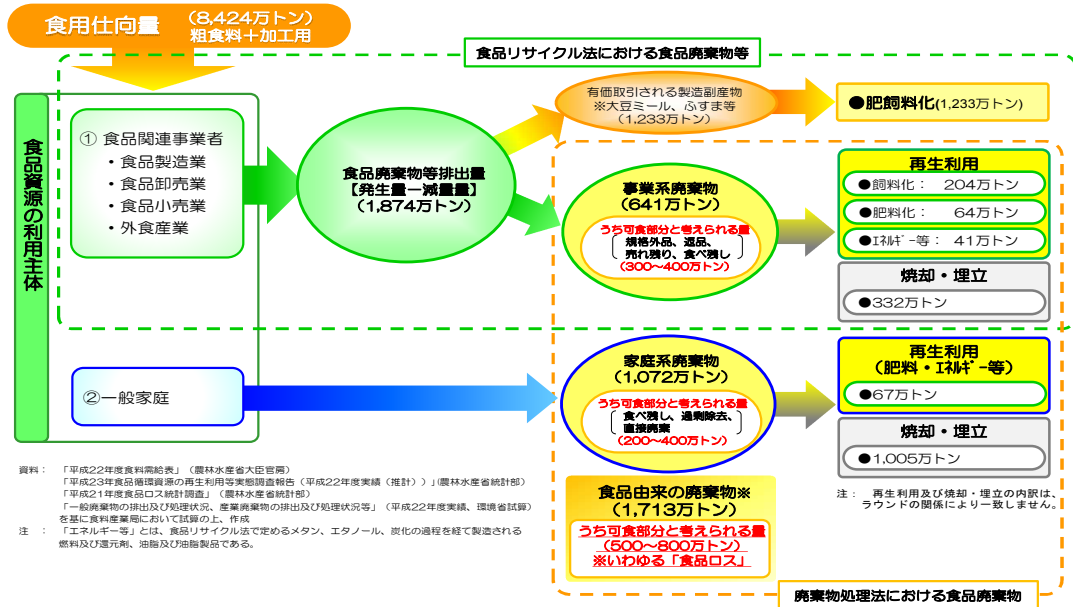 食用仕向量
(8,424万トン)
粗食料+加工用
食品リサイクル法における食品廃棄物等
食品資源の利用主体
① 食品関連事業者
・食品製造業
・食品卸売業
・食品小売業
・外食産業
食品廃棄物等排出量
【発生量-減量量】
(1,874万トン)
有価取引される製造副産物
※大豆ミール、ふすま等
(1,233万トン)
●肥飼料化(1,233万トン)
事業系廃棄物
(641万トン)
うち可食部分と考えられる量
規格外品、返品、
売れ残り、食べ残し
(300~400万トン)
再生利用
●飼料化: 204万トン
●肥料化: 64万トン
●エネルギー等:41万トン
焼却・埋立
●332万トン
②一般家庭
家庭系廃棄物
(1,072万トン)
うち可食部分と考えられる量
食べ残し、過剰除去、
直接廃棄
(200~400万トン)
再生利用
(肥料・エネルギー等)
●67万トン
焼却・埋立
●1,005万トン
食品由来の廃棄物※
(1,713万トン)
うち可食部分と考えられる量
(500~800万トン)
※いわゆる「食品ロス」
注: 再生利用及び焼却・埋立の内訳は、
ラウンドの関係により一致しません。
資料: 「平成22年度食料需給表」(農林水産省大臣官房)
「平成23年食品循環資源の再生利用等実態調査報告(平成22年度実績(推計))」(農林水産省統計部)
「平成21年度食品ロス統計調査」(農林水産省統計部)
「一般廃棄物の排出及び処理状況、産業廃棄物の排出及び処理状況等」(平成22年度実績、環境省試算)
を基に食料産業局において試算の上、作成
注 : 「エネルギー等」とは、食品リサイクル法で定めるメタン、エタノール、炭化の過程を経て製造される
燃料及び還元剤、油脂及び油脂製品である。
廃棄物処理法における食品廃棄物